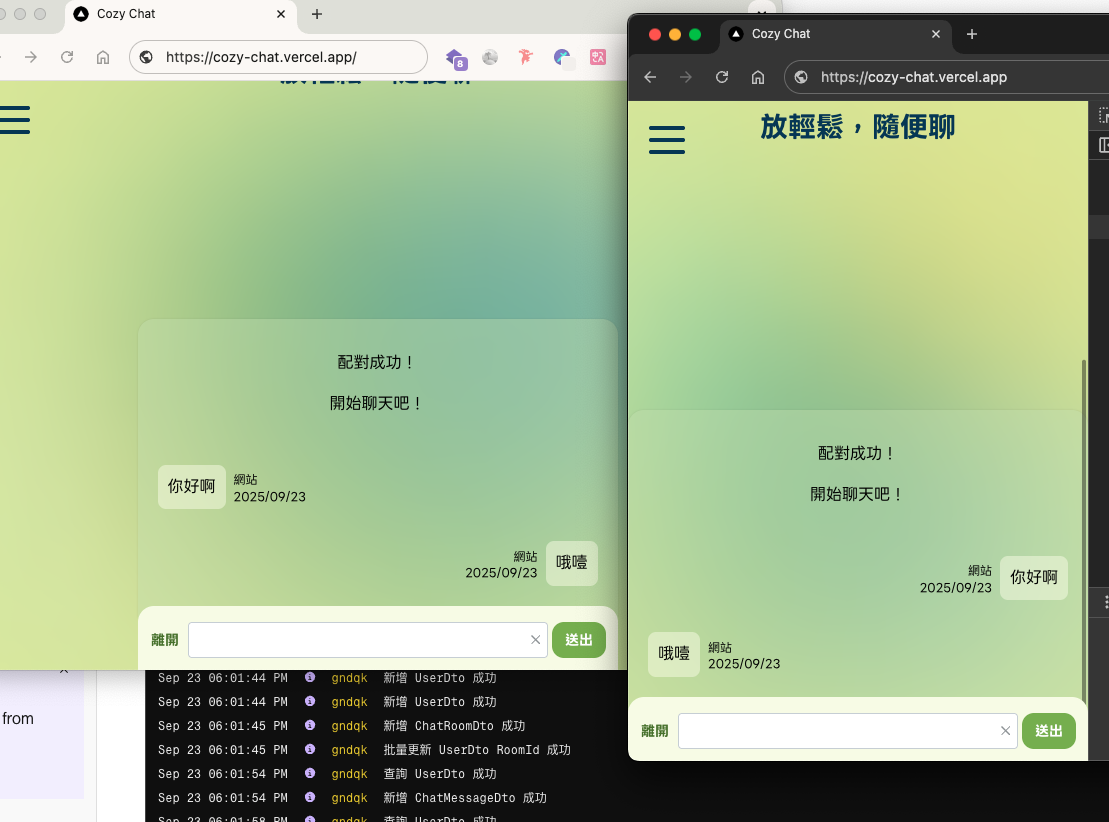 Cozy Chat
https://cozy-chat.vercel.app/
8
配對成功！
開始聊天吧！
你好啊
網站
2025/09/23
網站
2025/09/23
哦噎
離開
送出
from
Sep 23 06:01:44 PM gndqk 新增 UserDto 成功
Sep 23 06:01:44 PM gndqk 新增 UserDto 成功
Sep 23 06:01:45 PM gndqk 新增 ChatRoomDto 成功
Sep 23 06:01:45 PM gndqk 批量更新 UserDto RoomId 成功
Sep 23 06:01:54 PM gndqk 查詢 UserDto 成功
Sep 23 06:01:54 PM gndqk 新增 ChatMessageDto 成功
Sep 23 06:01:58 PM gndqk 查詢 UserDto 成功
Cozy Chat
https://cozy-chat.vercel.app
放輕鬆，隨便聊
配對成功！
開始聊天吧！
網站
2025/09/23
你好啊
哦噎
網站
2025/09/23
離開
送出